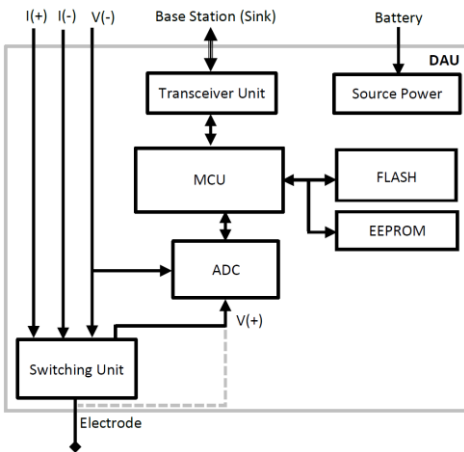 I(+) I(-) V(-) Base Station (Sink) Battery
DAU
Transceiver Unit
Source Power
MCU
FLASH
EEPROM
ADC
V(+)
Switching Unit
Electrode